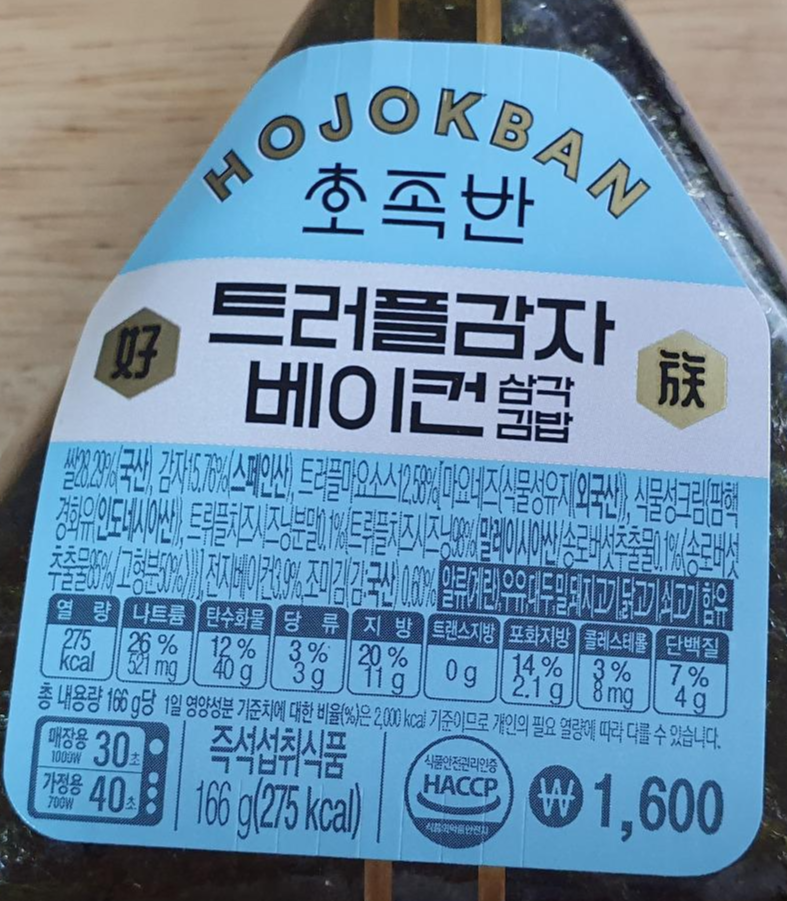 HOJOKBAN
호족반
好
트러플감자
베이컨 삼각
김밥
族
쌀28.29%(국산), 감자15.76%(스페인산), 트러플마요소스12.58%[마요네즈{식물성유지(외국산)}, 식물성크림{팜핵
경화유(인도네시아산)}, 트뤼플치즈시즈닝분말0.1%{트뤼플치즈시즈닝98%(말레이시아산/송로버섯추출물0.1%(송로버섯
추출물85%/고형분50%))}], 전지베이컨3.9%, 조미김{김(국산)} 0.60% 알류(계란),우유,대두,밀,돼지고기,닭고기,쇠고기 함유
열 량 나트륨 탄수화물 당 류 지 방 트랜스지방 포화지방 콜레스테롤 단백질
275 26 % 12 % 3 % 20 % 0 g 14 % 3 % 7 %
kcal 521 mg 40 g 3 g 11 g 2.1 g 8 mg 4 g
총 내용량 166 g당 1일 영양성분 기준치에 대한 비율(%)은 2,000 kcal 기준이므로 개인의 필요 열량에 따라 다를 수 있습니다.
매장용 1000W 30초
가정용 700W 40초
즉석섭취식품
166 g(275 kcal)
식품안전관리인증
HACCP
식품의약품안전처
₩1,600